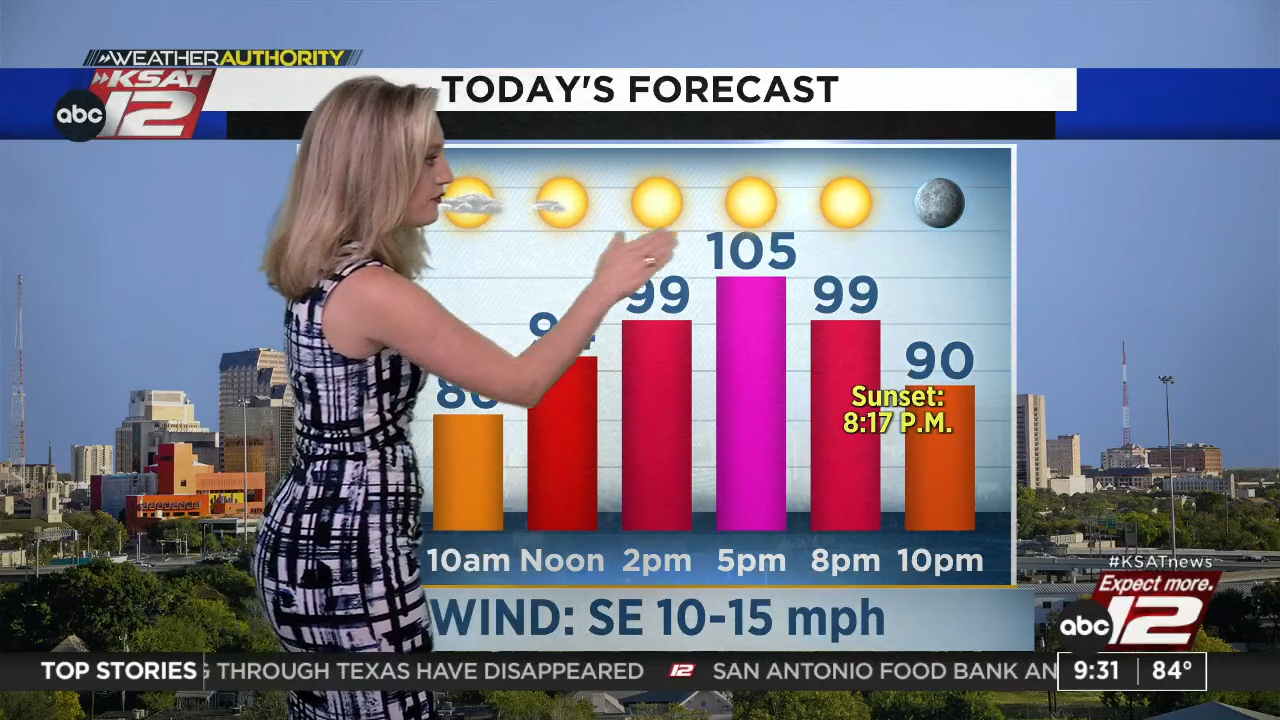 WEATHERAUTHORITY
KSAT
abc 12
TODAY'S FORECAST
99
105
99
90
Sunset:
8:17 P.M.
10am Noon 2pm 5pm 8pm 10pm
WIND: SE 10-15 mph
#KSATnews
Expect more.
abc 12
TOP STORIES THROUGH TEXAS HAVE DISAPPEARED 12 SAN ANTONIO FOOD BANK AN 9:31 84°